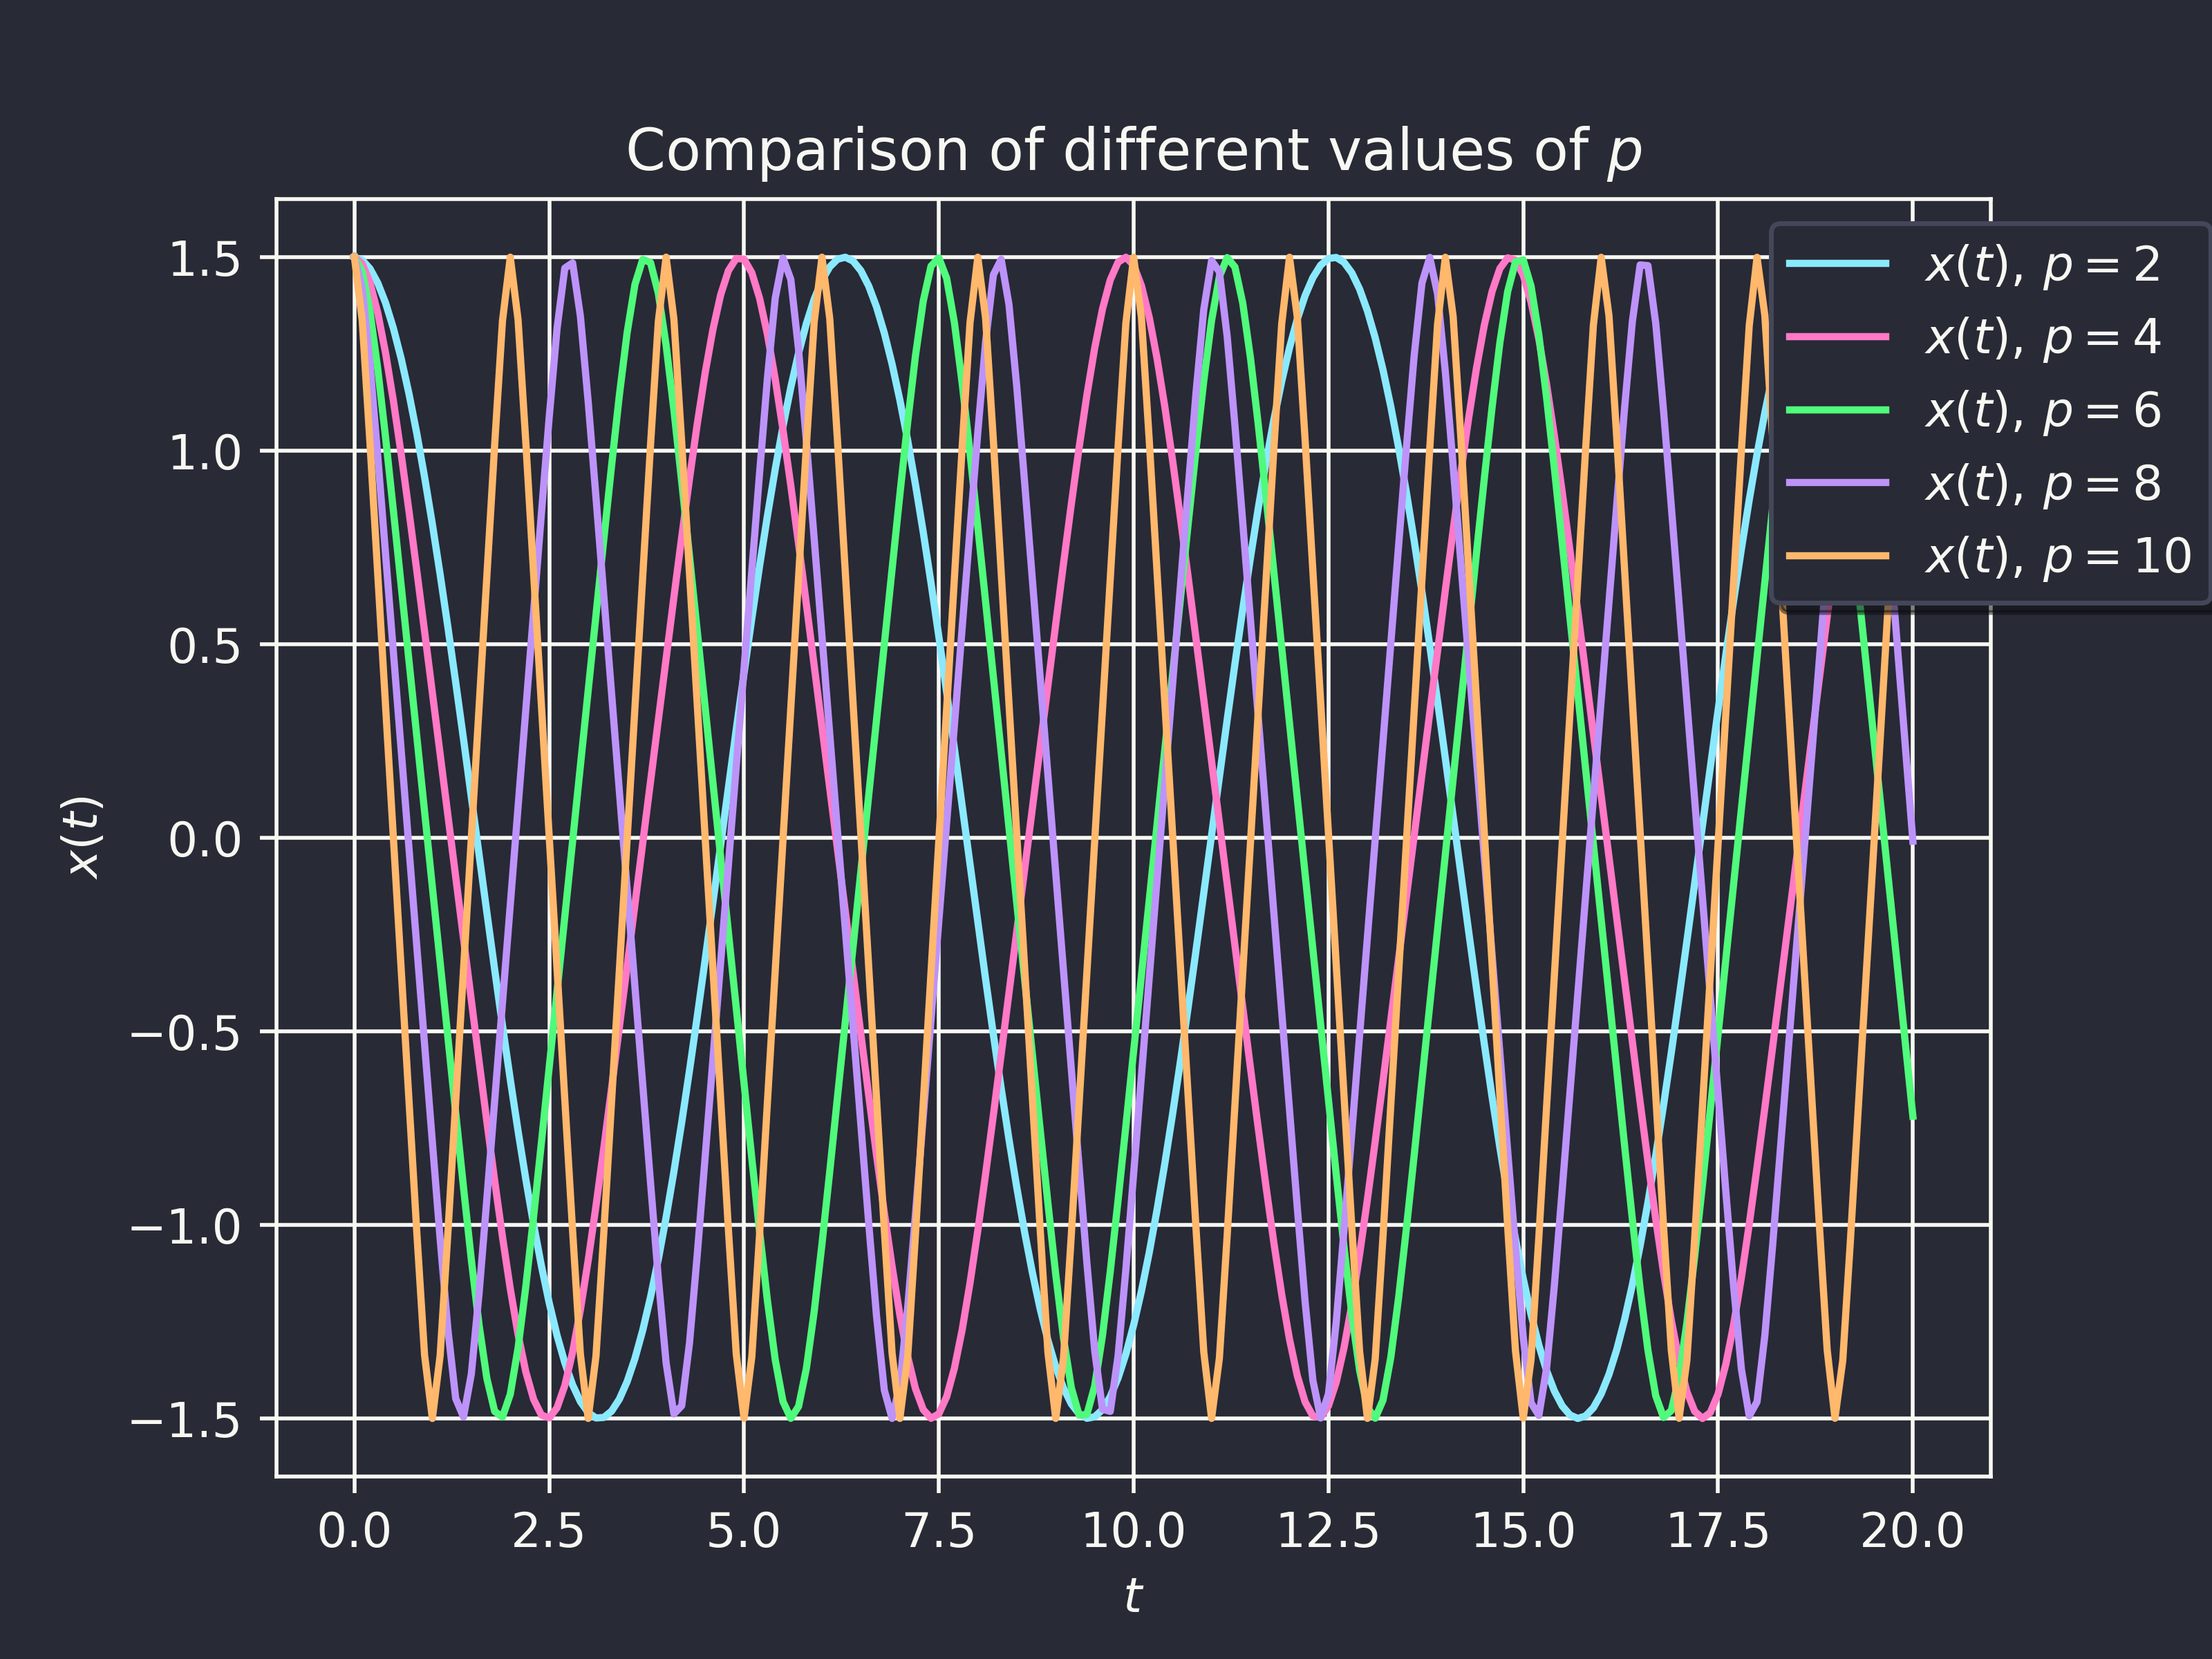 Comparison of different values of p
x(t), p = 2
x(t), p = 4
x(t), p = 6
x(t), p = 8
x(t), p = 10
1.5
1.0
0.5
0.0
−0.5
−1.0
−1.5
x(t)
0.0 2.5 5.0 7.5 10.0 12.5 15.0 17.5 20.0
t